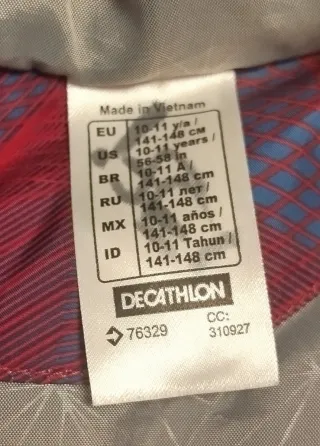 Made in Vietnam
EU 10-11 y/a /
141-148 см
US 10-11 years /
56-58 in
BR 10-11 A /
141-148 cm
RU 10-11 лет /
141-148 cm
MX 10-11 años /
141-148 cm
ID 10-11 Tahun /
141-148 cm
DECATHLON
76329 CC:
310927